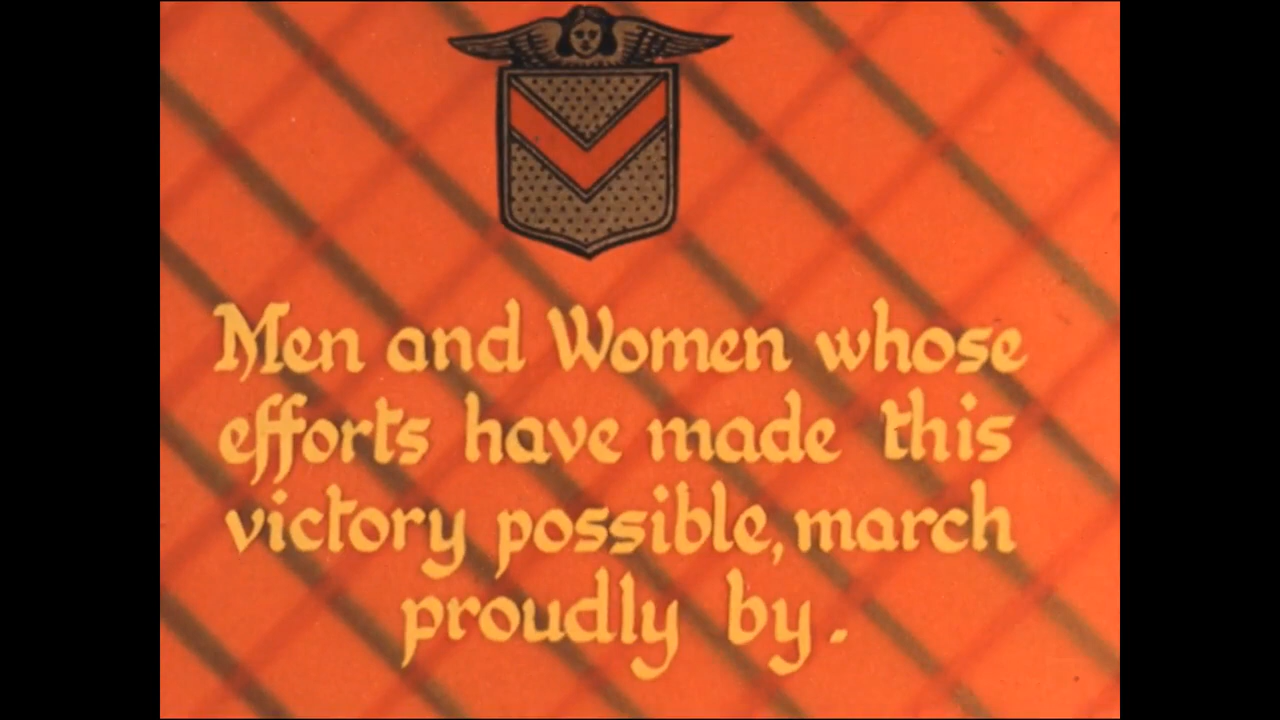 Men and Women whose
efforts have made this
victory possible, march
proudly by.